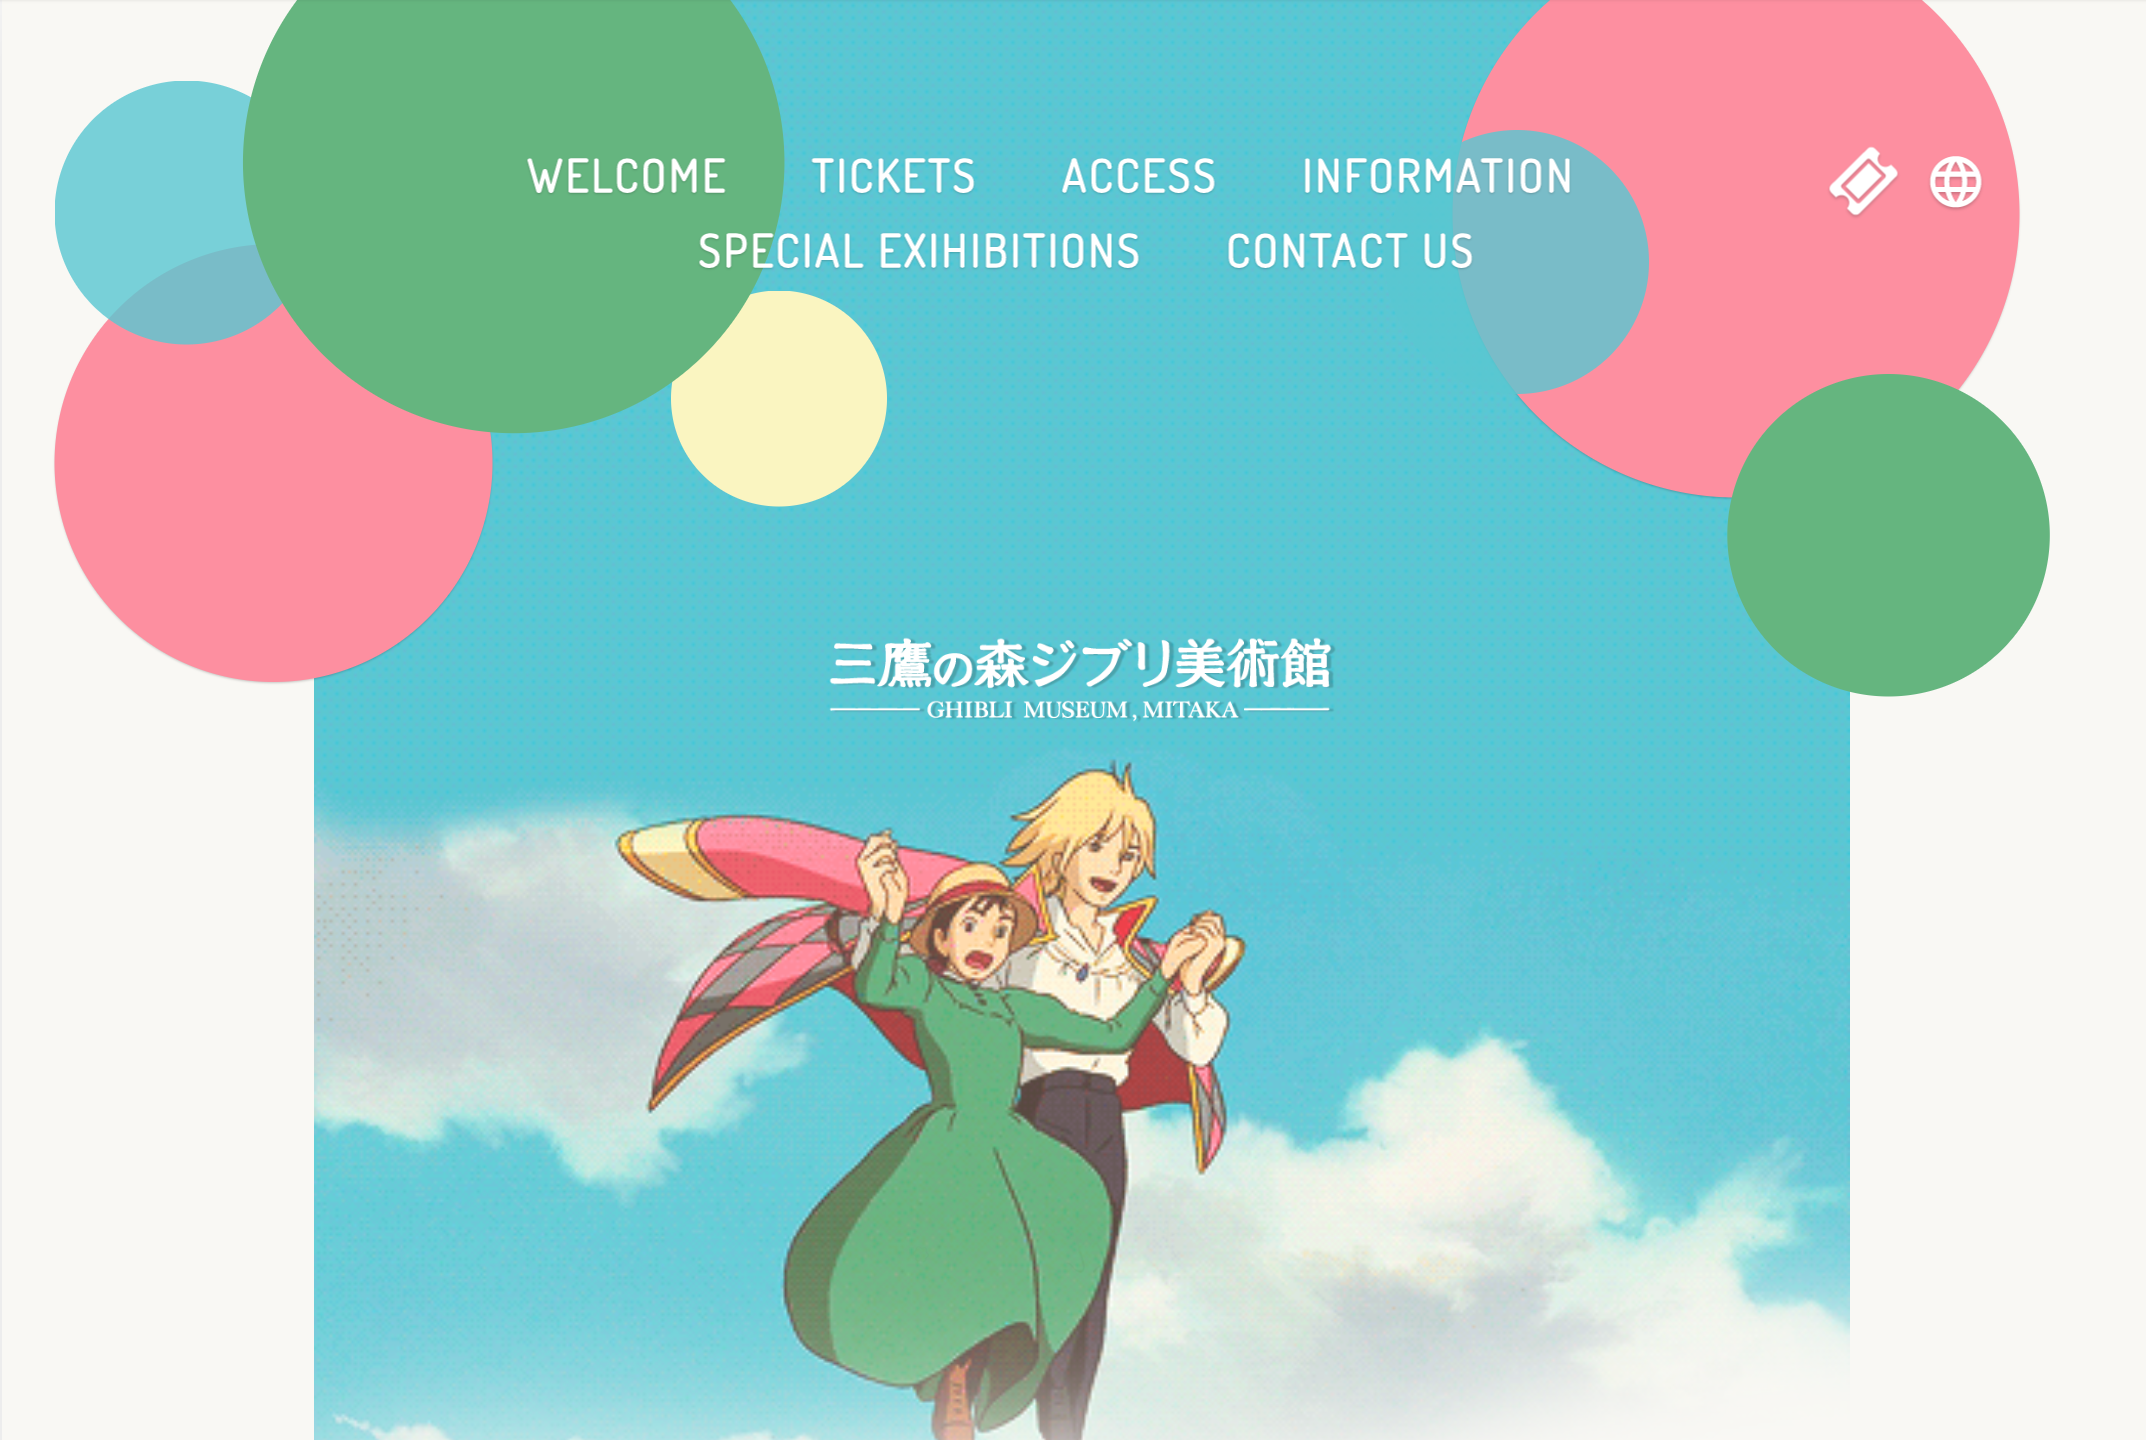 WELCOME TICKETS ACCESS INFORMATION
SPECIAL EXIHIBITIONS CONTACT US
三鷹の森ジブリ美術館
GHIBLI MUSEUM, MITAKA